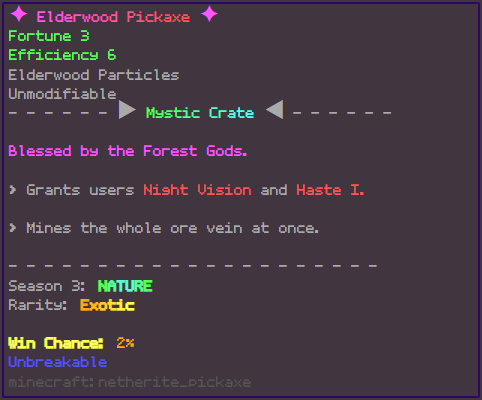 ✦ Elderwood Pickaxe ✦
Fortune 3
Efficiency 6
Elderwood Particles
Unmodifiable
- - - - - - ▶ Mystic Crate ◀ - - - - - -
Blessed by the Forest Gods.
› Grants users Night Vision and Haste I.
› Mines the whole ore vein at once.
- - - - - - - - - - - - - - - - - - - - - -
Season 3: NATURE
Rarity: Exotic
Win Chance: 2%
Unbreakable
minecraft:netherite_pickaxe